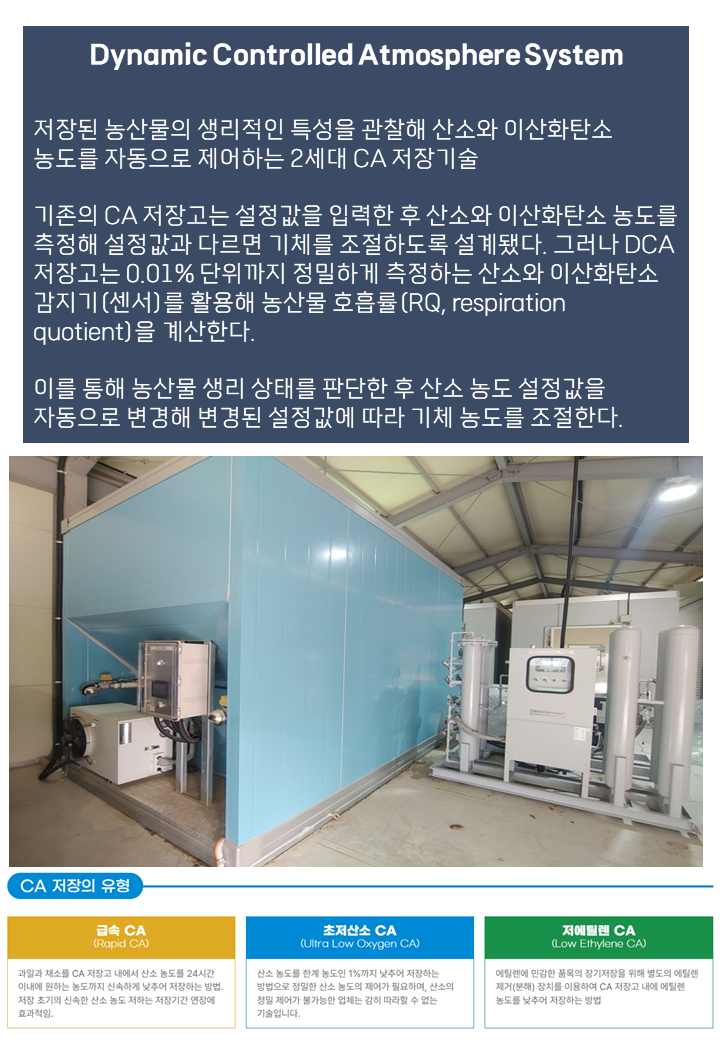 Dynamic Controlled Atmosphere System
저장된 농산물의 생리적인 특성을 관찰해 산소와 이산화탄소
농도를 자동으로 제어하는 2세대 CA 저장기술
기존의 CA 저장고는 설정값을 입력한 후 산소와 이산화탄소 농도를
측정해 설정값과 다르면 기체를 조절하도록 설계됐다. 그러나 DCA
저장고는 0.01% 단위까지 정밀하게 측정하는 산소와 이산화탄소
감지기(센서)를 활용해 농산물 호흡률(RQ, respiration
quotient)을 계산한다.
이를 통해 농산물 생리 상태를 판단한 후 산소 농도 설정값을
자동으로 변경해 변경된 설정값에 따라 기체 농도를 조절한다.
CA 저장의 유형
급속 CA
(Rapid CA)
과일과 채소를 CA 저장고 내에서 산소 농도를 24시간
이내에 원하는 농도까지 신속하게 낮추어 저장하는 방법.
저장 초기의 신속한 산소 농도 저하는 저장기간 연장에
효과적임.
초저산소 CA
(Ultra Low Oxygen CA)
산소 농도를 한계 농도인 1%까지 낮추어 저장하는
방법으로 정밀한 산소 농도의 제어가 필요하며, 산소의
정밀 제어가 불가능한 업체는 감히 따라할 수 없는
기술입니다.
저에틸렌 CA
(Low Ethylene CA)
에틸렌에 민감한 품목의 장기저장을 위해 별도의 에틸렌
제거(분해) 장치를 이용하여 CA 저장고 내에 에틸렌
농도를 낮추어 저장하는 방법